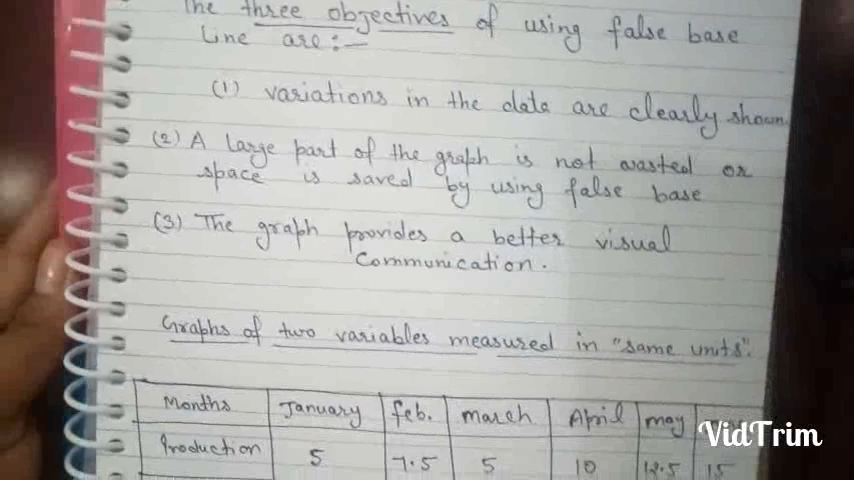 The three objectives of using false base
Line are:-
(1) variations in the data are clearly shown
(2) A large part of the graph is not wasted or
space is saved by using false base
(3) The graph provides a better visual
Communication.
Graphs of two variables measured in "same units".
Months January feb. march April may
Production 5 7.5 5 10 12.5 15
VidTrim